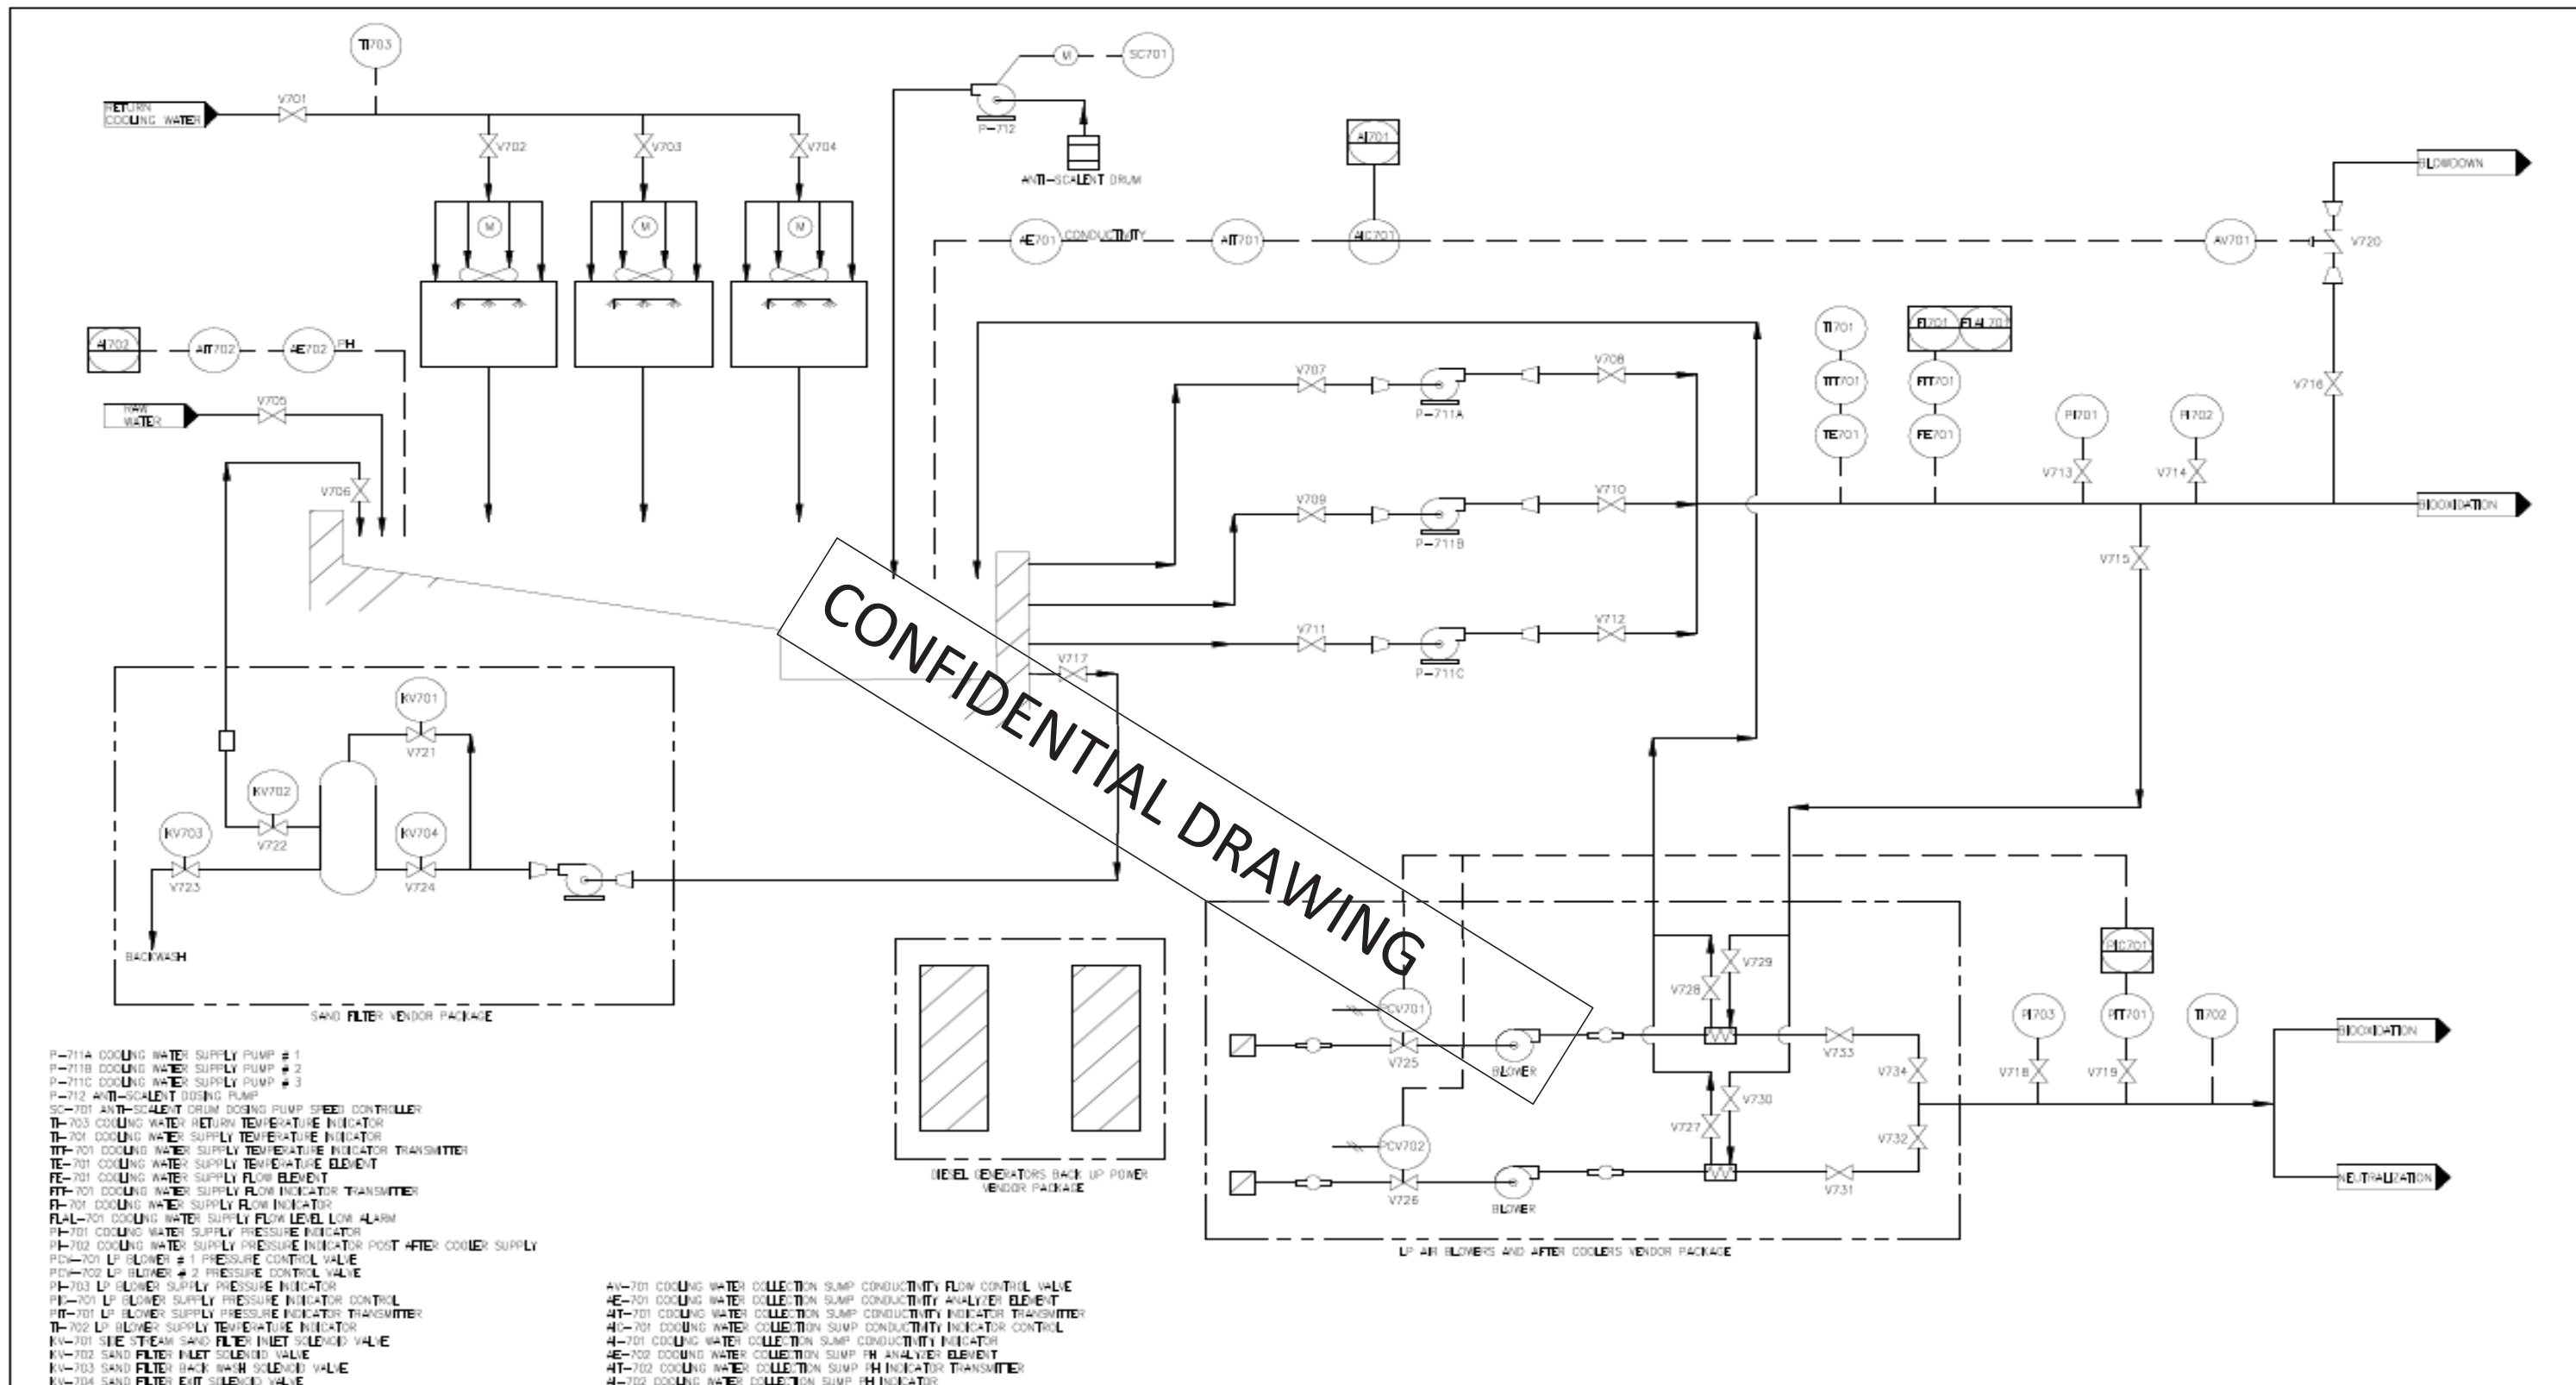 TI703
RETURN
COOLING WATER
V701
V702
V703
V704
M
M
M
P-712
M
SC701
ANTI-SCALENT DRUM
AI701
AE701
CONDUCTIVITY
AIT701
AIC701
AV701
V720
BLOWDOWN
AI702
AIT702
AE702
PH
RAW
WATER
V705
V706
V707
P-711A
V708
V709
P-711B
V710
V711
P-711C
V712
V717
TI701
TIT701
TE701
FI701
FLAL701
FIT701
FE701
PI701
V713
PI702
V714
V716
BIOOXIDATION
V715
CONFIDENTIAL DRAWING
KV701
V721
KV702
V722
KV703
V723
KV704
V724
BACKWASH
SAND FILTER VENDOR PACKAGE
DIESEL GENERATORS BACK UP POWER
VENDOR PACKAGE
PCV701
V725
BLOWER
PCV702
V726
BLOWER
V728
V729
V727
V730
V733
V734
V732
V731
PIC701
PI703
V718
PIT701
V719
TI702
BIOOXIDATION
NEUTRALIZATION
LP AIR BLOWERS AND AFTER COOLERS VENDOR PACKAGE
P-711A COOLING WATER SUPPLY PUMP # 1
P-711B COOLING WATER SUPPLY PUMP # 2
P-711C COOLING WATER SUPPLY PUMP # 3
P-712 ANTI-SCALENT DOSING PUMP
SC-701 ANTI-SCALENT DRUM DOSING PUMP SPEED CONTROLLER
TI-703 COOLING WATER RETURN TEMPERATURE INDICATOR
TI-701 COOLING WATER SUPPLY TEMPERATURE INDICATOR
TIT-701 COOLING WATER SUPPLY TEMPERATURE INDICATOR TRANSMITTER
TE-701 COOLING WATER SUPPLY TEMPERATURE ELEMENT
FE-701 COOLING WATER SUPPLY FLOW ELEMENT
FIT-701 COOLING WATER SUPPLY FLOW INDICATOR TRANSMITTER
FI-701 COOLING WATER SUPPLY FLOW INDICATOR
FLAL-701 COOLING WATER SUPPLY FLOW LEVEL LOW ALARM
PI-701 COOLING WATER SUPPLY PRESSURE INDICATOR
PI-702 COOLING WATER SUPPLY PRESSURE INDICATOR POST AFTER COOLER SUPPLY
PCV-701 LP BLOWER # 1 PRESSURE CONTROL VALVE
PCV-702 LP BLOWER # 2 PRESSURE CONTROL VALVE
PI-703 LP BLOWER SUPPLY PRESSURE INDICATOR
PIC-701 LP BLOWER SUPPLY PRESSURE INDICATOR CONTROL
PIT-701 LP BLOWER SUPPLY PRESSURE INDICATOR TRANSMITTER
TI-702 LP BLOWER SUPPLY TEMPERATURE INDICATOR
KV-701 SIDE STREAM SAND FILTER INLET SOLENOID VALVE
KV-702 SAND FILTER INLET SOLENOID VALVE
KV-703 SAND FILTER BACK WASH SOLENOID VALVE
KV-704 SAND FILTER EXIT SOLENOID VALVE
AV-701 COOLING WATER COLLECTION SUMP CONDUCTIVITY FLOW CONTROL VALVE
AE-701 COOLING WATER COLLECTION SUMP CONDUCTIVITY ANALYZER ELEMENT
AIT-701 COOLING WATER COLLECTION SUMP CONDUCTIVITY INDICATOR TRANSMITTER
AIC-701 COOLING WATER COLLECTION SUMP CONDUCTIVITY INDICATOR CONTROL
AI-701 COOLING WATER COLLECTION SUMP CONDUCTIVITY INDICATOR
AE-702 COOLING WATER COLLECTION SUMP PH ANALYZER ELEMENT
AIT-702 COOLING WATER COLLECTION SUMP PH INDICATOR TRANSMITTER
AI-702 COOLING WATER COLLECTION SUMP PH INDICATOR